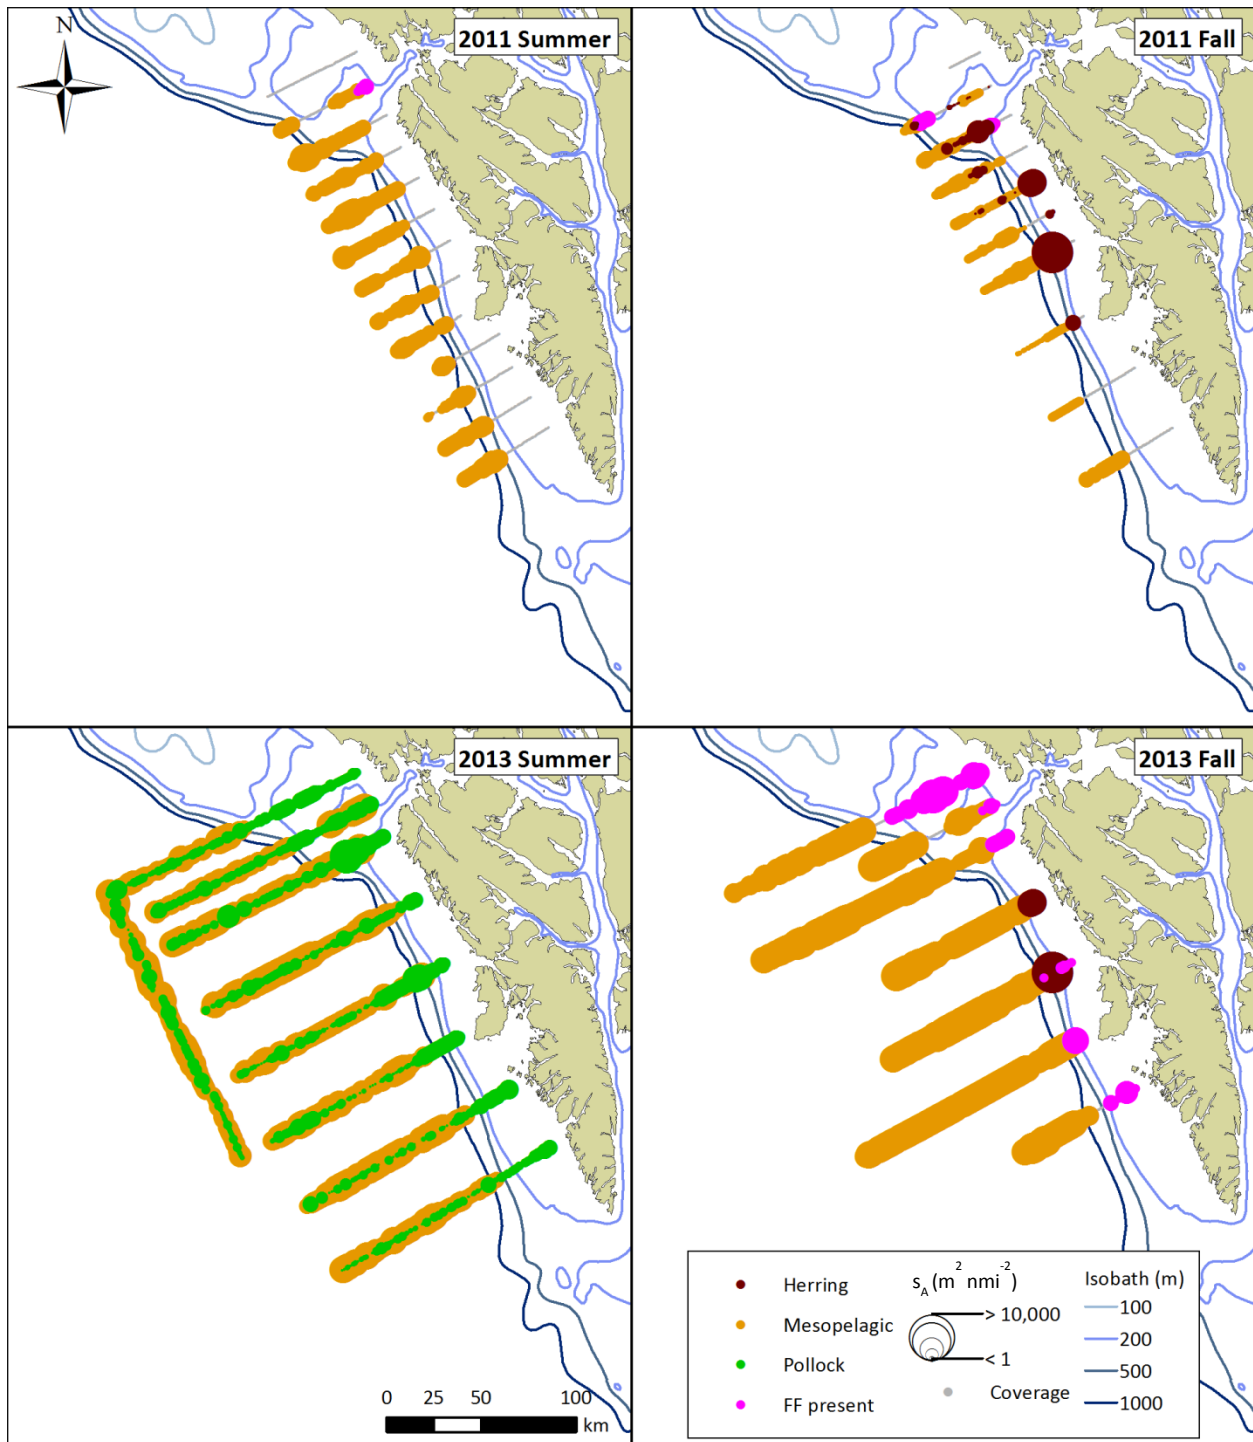 N
2011 Summer
2011 Fall
2013 Summer
2013 Fall
0 25 50 100
km
Herring
Mesopelagic
Pollock
FF present
s_A (m² nmi⁻²)
> 10,000
< 1
Coverage
Isobath (m)
100
200
500
1000